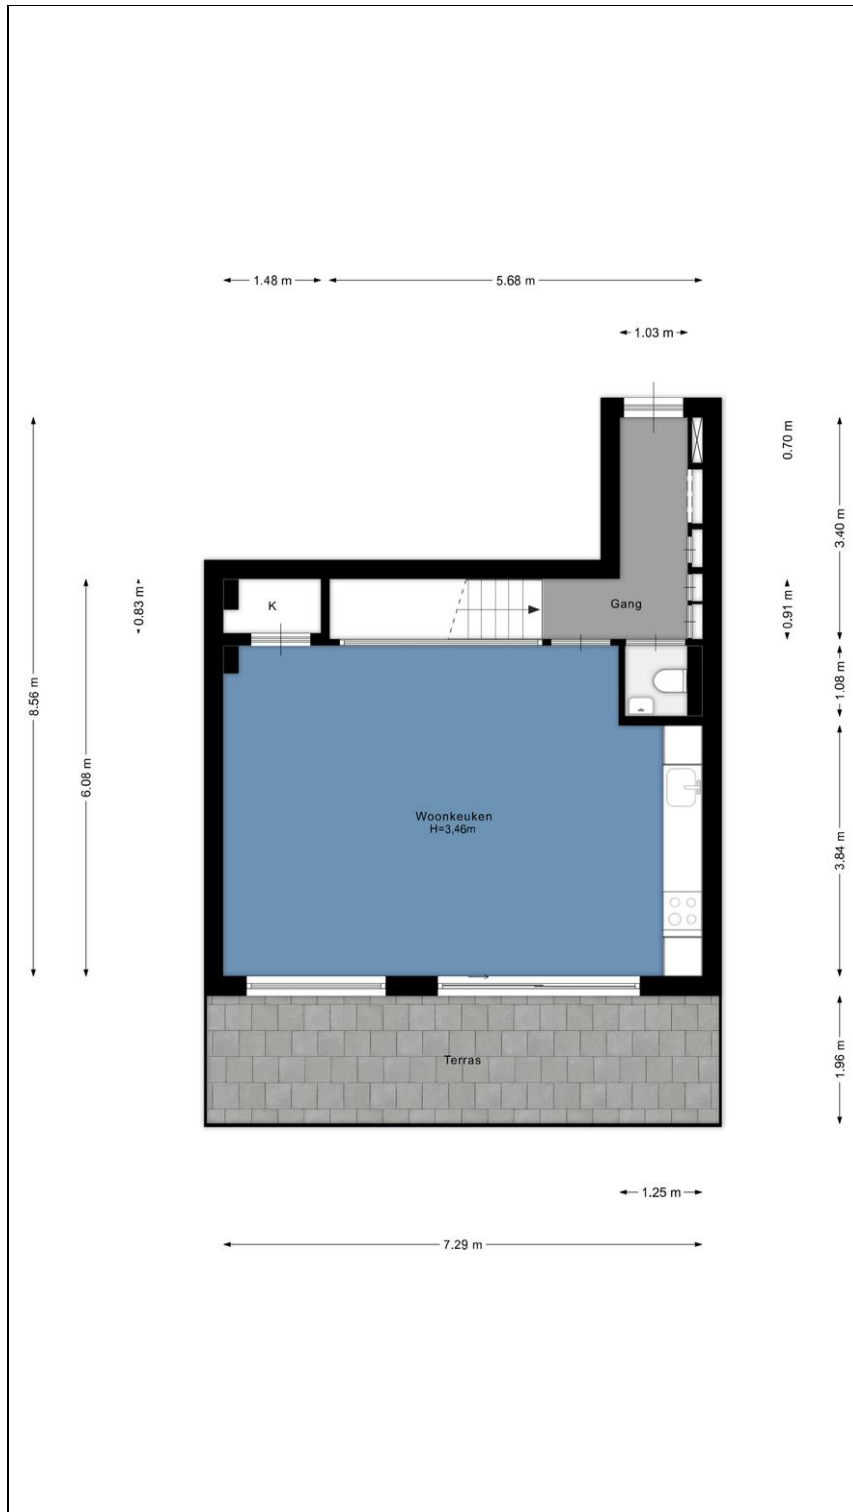 1.48 m
5.68 m
1.03 m
0.70 m
3.40 m
0.83 m
K
Gang
0.91 m
8.56 m
1.08 m
6.08 m
Woonkeuken
H=3,46m
3.84 m
Terras
1.96 m
1.25 m
7.29 m